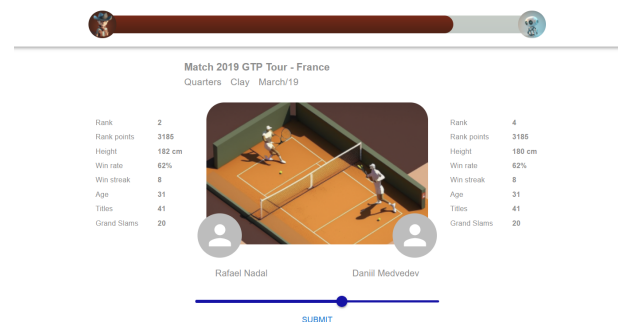 Match 2019 GTP Tour - France
Quarters Clay March/19
Rank 2
Rank points 3185
Height 182 cm
Win rate 62%
Win streak 8
Age 31
Titles 41
Grand Slams 20
Rank 4
Rank points 3185
Height 180 cm
Win rate 62%
Win streak 8
Age 31
Titles 41
Grand Slams 20
Rafael Nadal
Daniil Medvedev
SUBMIT